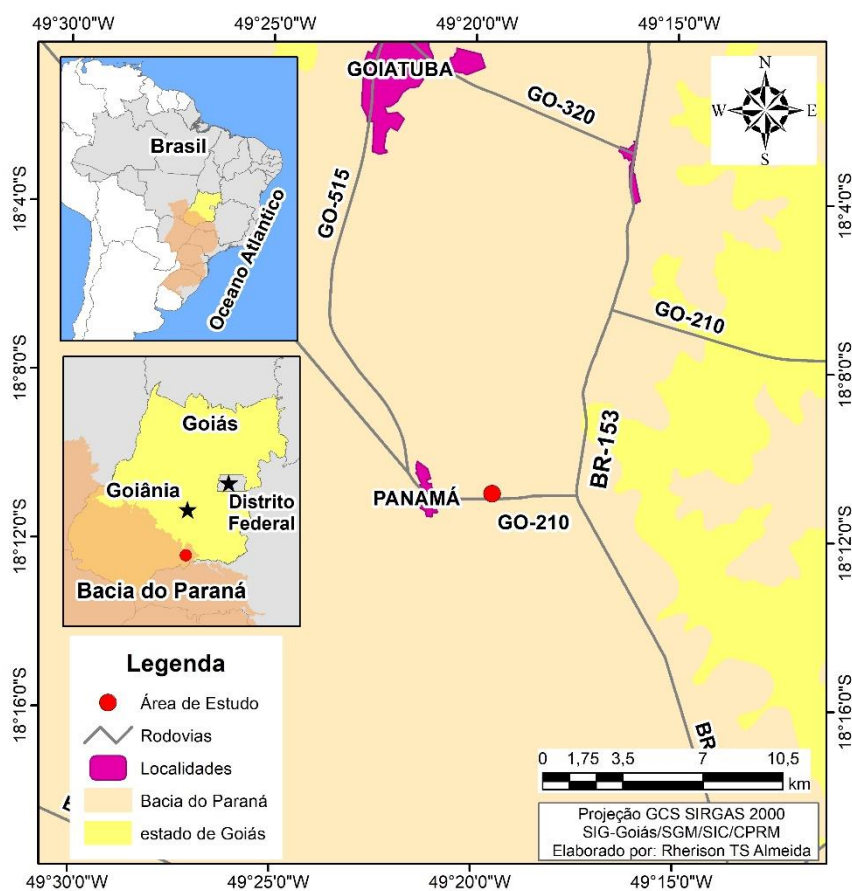 49°30'0"W
49°25'0"W
49°20'0"W
49°15'0"W
GOIATUBA
GO-320
N
W
E
S
Brasil
Oceano Atlantico
GO-515
18°4'0"S
18°4'0"S
GO-210
18°8'0"S
18°8'0"S
BR-153
Goiás
Goiânia
Distrito
Federal
Bacia do Paraná
PANAMÁ
GO-210
18°12'0"S
18°12'0"S
Legenda
Área de Estudo
Rodovias
Localidades
Bacia do Paraná
estado de Goiás
18°16'0"S
18°16'0"S
BR
0 1,75 3,5 7 10,5
km
Projeção GCS SIRGAS 2000
SIG-Goiás/SGM/SIC/CPRM
Elaborado por: Rherison TS Almeida
49°30'0"W
49°25'0"W
49°20'0"W
49°15'0"W